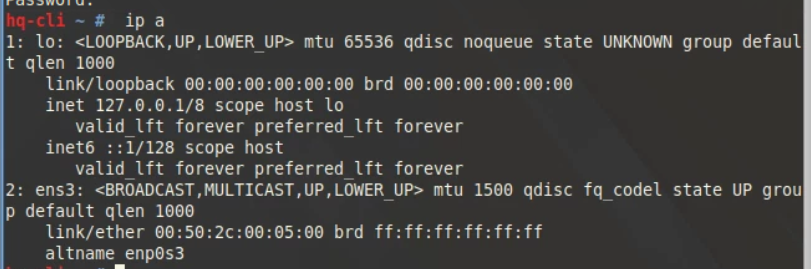 Password:
hq-cli ~ # ip a
1: lo: <LOOPBACK,UP,LOWER_UP> mtu 65536 qdisc noqueue state UNKNOWN group defaul
t qlen 1000
    link/loopback 00:00:00:00:00:00 brd 00:00:00:00:00:00
    inet 127.0.0.1/8 scope host lo
       valid_lft forever preferred_lft forever
    inet6 ::1/128 scope host
       valid_lft forever preferred_lft forever
2: ens3: <BROADCAST,MULTICAST,UP,LOWER_UP> mtu 1500 qdisc fq_codel state UP grou
p default qlen 1000
    link/ether 00:50:2c:00:05:00 brd ff:ff:ff:ff:ff:ff
    altname enp0s3
hq-cli ~ #